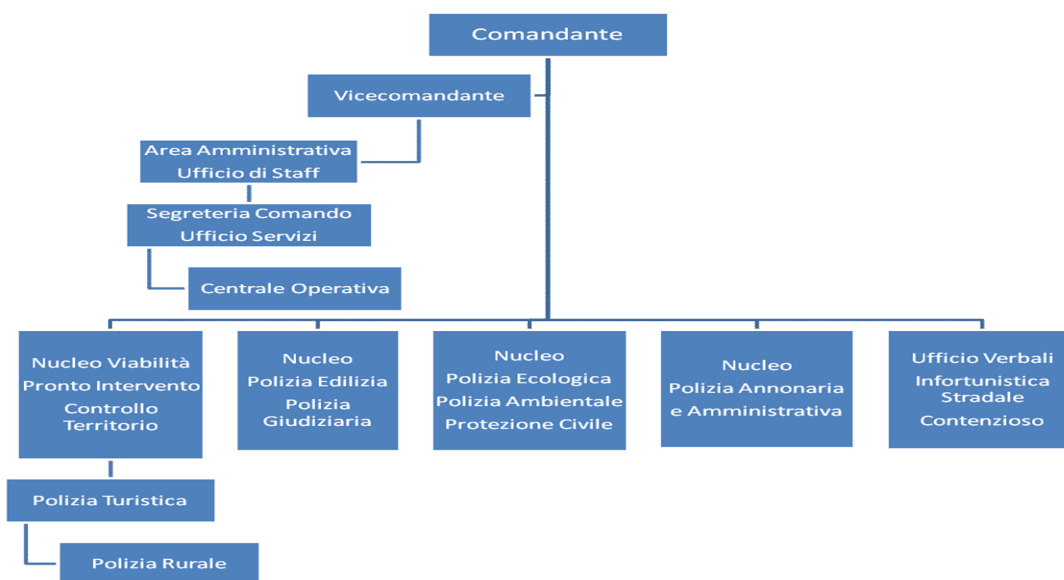 Comandante
Vicecomandante
Area Amministrativa
Ufficio di Staff
Segreteria Comando
Ufficio Servizi
Centrale Operativa
Nucleo Viabilità
Pronto Intervento
Controllo
Territorio
Nucleo
Polizia Edilizia
Polizia
Giudiziaria
Nucleo
Polizia Ecologica
Polizia Ambientale
Protezione Civile
Nucleo
Polizia Annonaria
e Amministrativa
Ufficio Verbali
Infortunistica
Stradale
Contenzioso
Polizia Turistica
Polizia Rurale